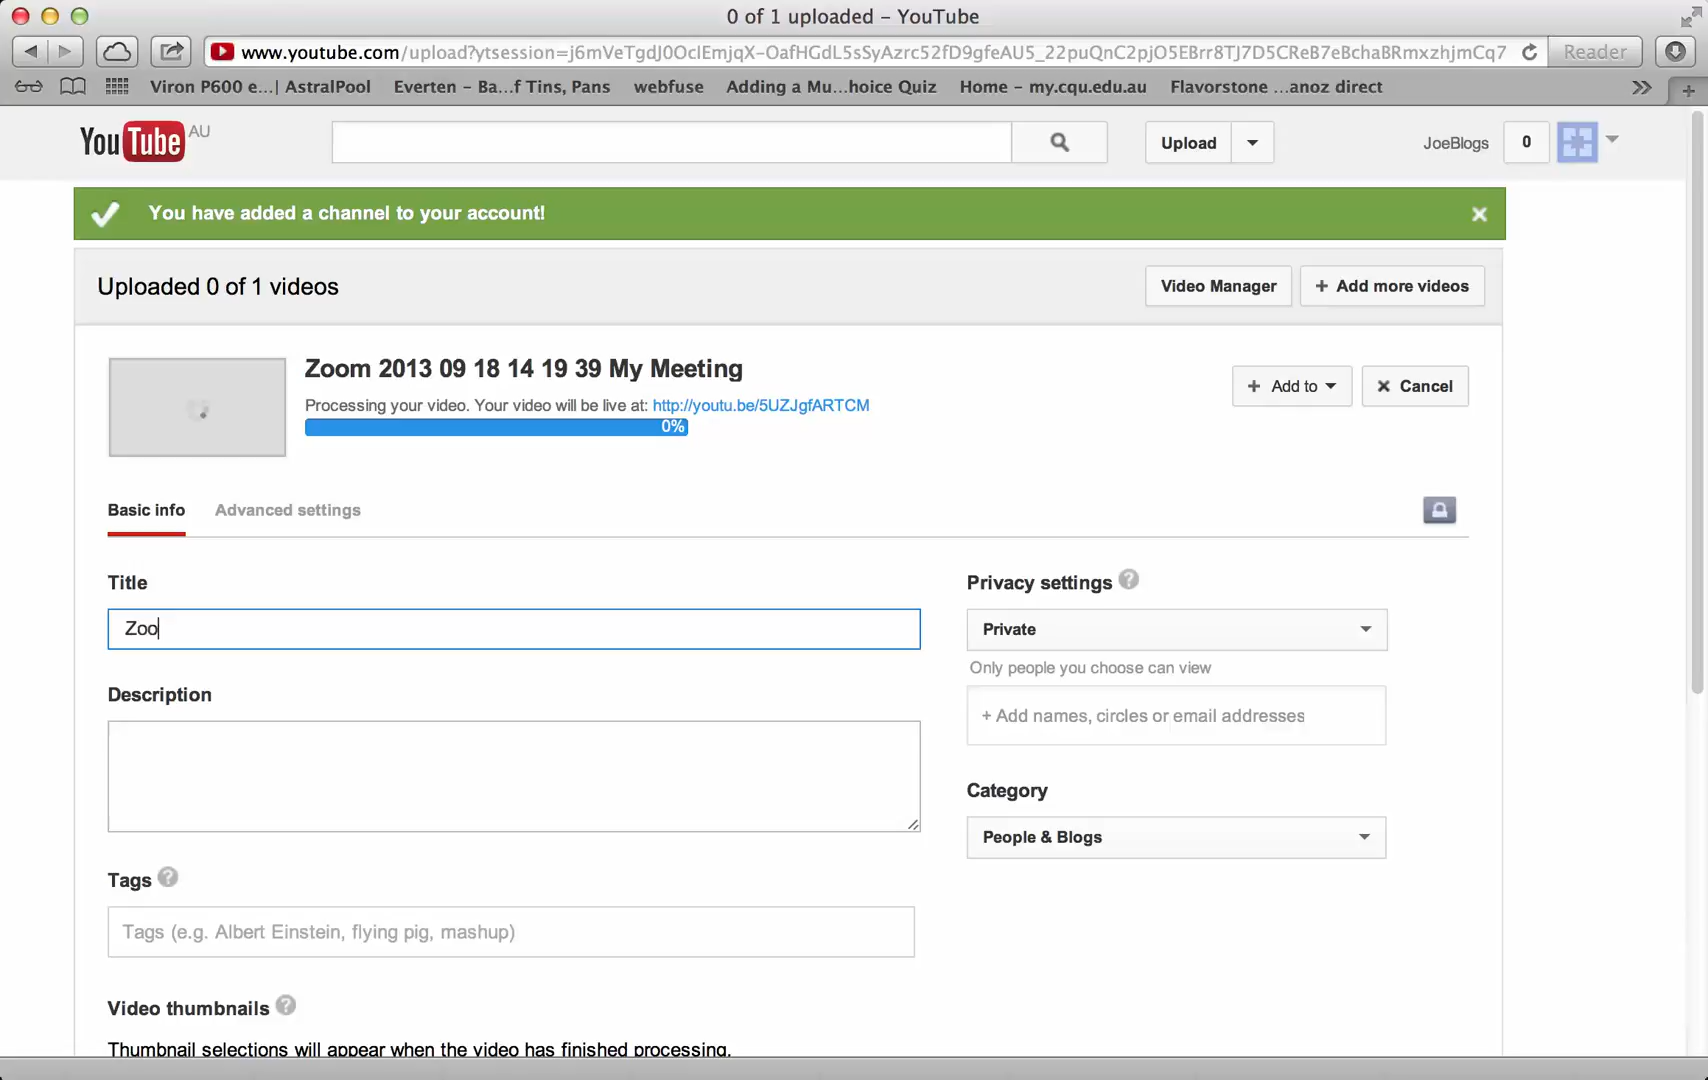 0 of 1 uploaded – YouTube
www.youtube.com/upload?ytsession=j6mVeTgdJ0OcIEmjqX-OafHGdL5sSyAzrc52fD9gfeAU5_22puQnC2pjO5EBrr8TJ7D5CReB7eBchaBRmxzhjmCq7
Reader
Viron P600 e...| AstralPool
Everten – Ba...f Tins, Pans
webfuse
Adding a Mu...hoice Quiz
Home – my.cqu.edu.au
Flavorstone ...anoz direct
YouTube AU
Upload
JoeBlogs
0
You have added a channel to your account!
Uploaded 0 of 1 videos
Video Manager
+ Add more videos
Zoom 2013 09 18 14 19 39 My Meeting
Processing your video. Your video will be live at: http://youtu.be/5UZJgfARTCM
0%
+ Add to
Cancel
Basic info
Advanced settings
Title
Zoo
Description
Tags
Tags (e.g. Albert Einstein, flying pig, mashup)
Video thumbnails
Thumbnail selections will appear when the video has finished processing.
Privacy settings
Private
Only people you choose can view
+ Add names, circles or email addresses
Category
People & Blogs